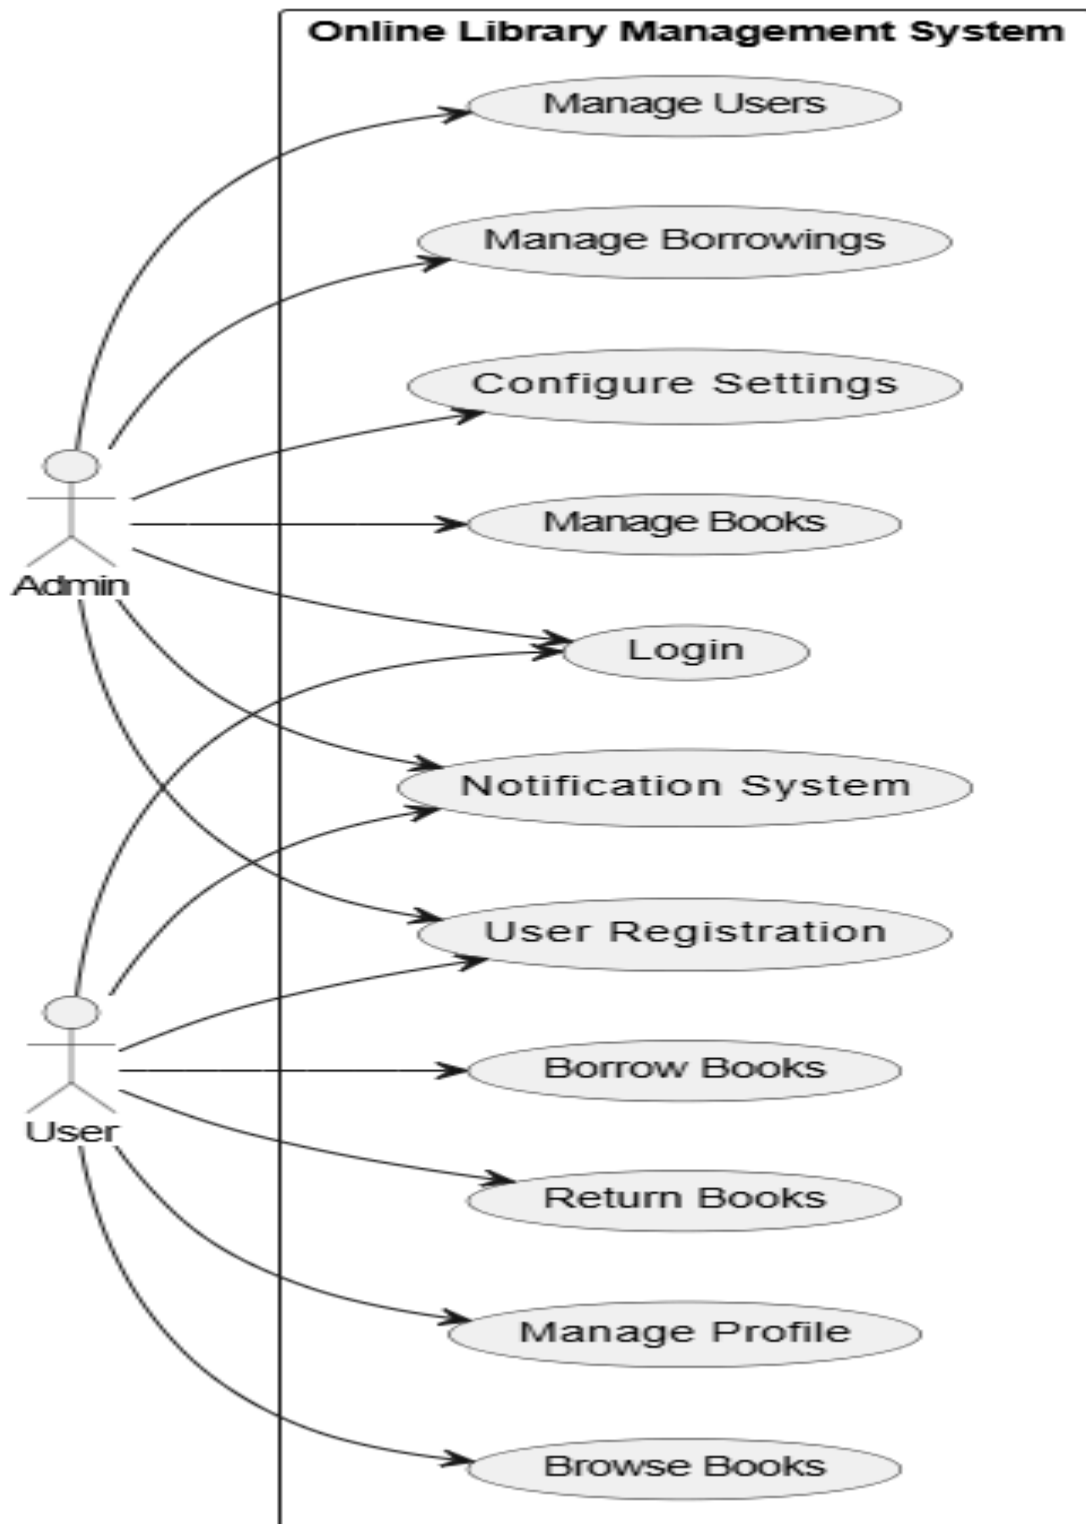 Online Library Management System
Manage Users
Manage Borrowings
Configure Settings
Manage Books
Admin
Login
Notification System
User Registration
Borrow Books
User
Return Books
Manage Profile
Browse Books